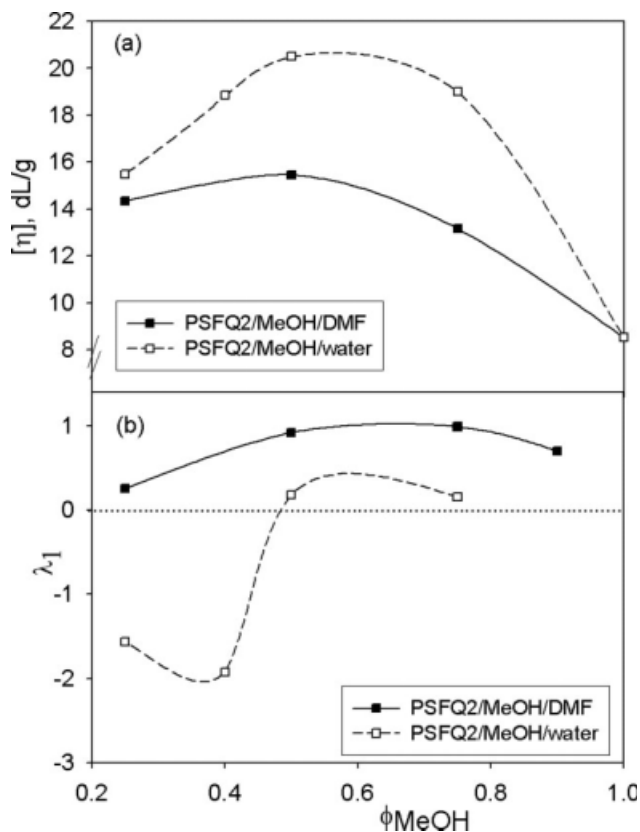 (a)
22
20
18
16
14
12
10
8
[η], dL/g
PSFQ2/MeOH/DMF
PSFQ2/MeOH/water
(b)
1
0
-1
-2
-3
λ1
PSFQ2/MeOH/DMF
PSFQ2/MeOH/water
0.2 0.4 0.6 0.8 1.0
ϕMeOH